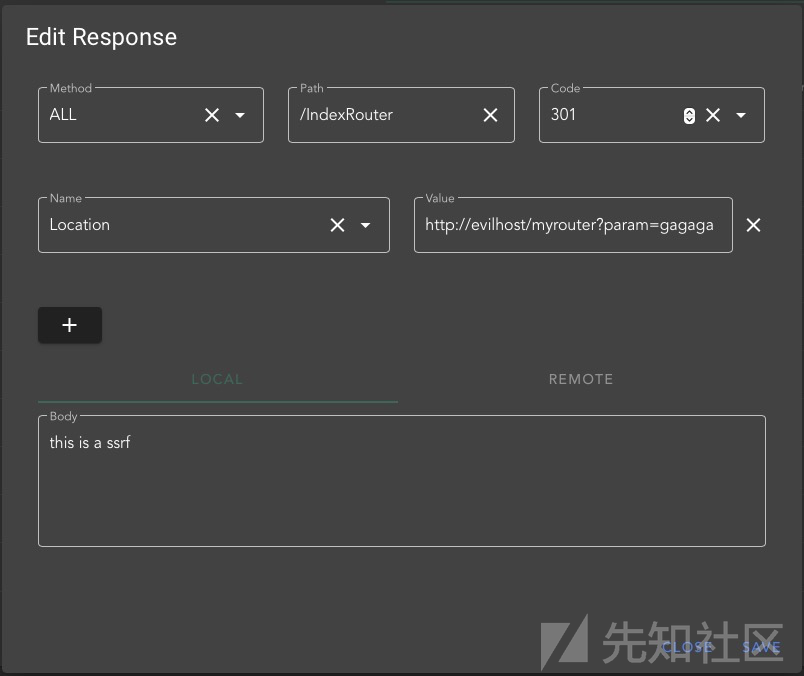 Edit Response
Method
Path
Code
ALL
/IndexRouter
301
Name
Value
Location
http://evilhost/myrouter?param=gagaga
+
LOCAL
REMOTE
Body
this is a ssrf
先知社区
CLOSE
SAVE